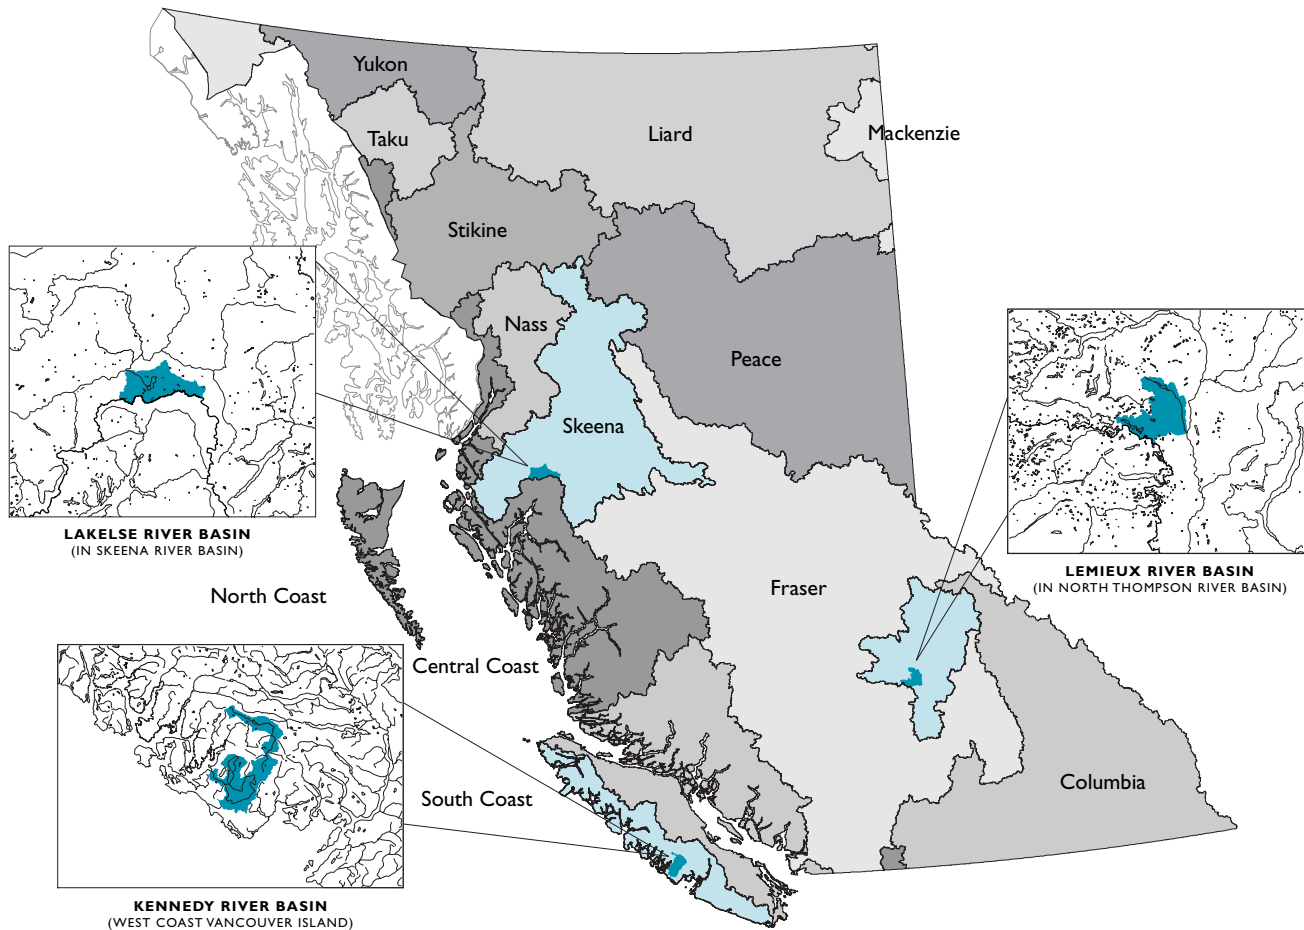 Yukon
Taku
Liard
Mackenzie
Stikine
Nass
Peace
Skeena
LAKELSE RIVER BASIN
(IN SKEENA RIVER BASIN)
LEMIEUX RIVER BASIN
(IN NORTH THOMPSON RIVER BASIN)
North Coast
Fraser
Central Coast
South Coast
Columbia
KENNEDY RIVER BASIN
(WEST COAST VANCOUVER ISLAND)